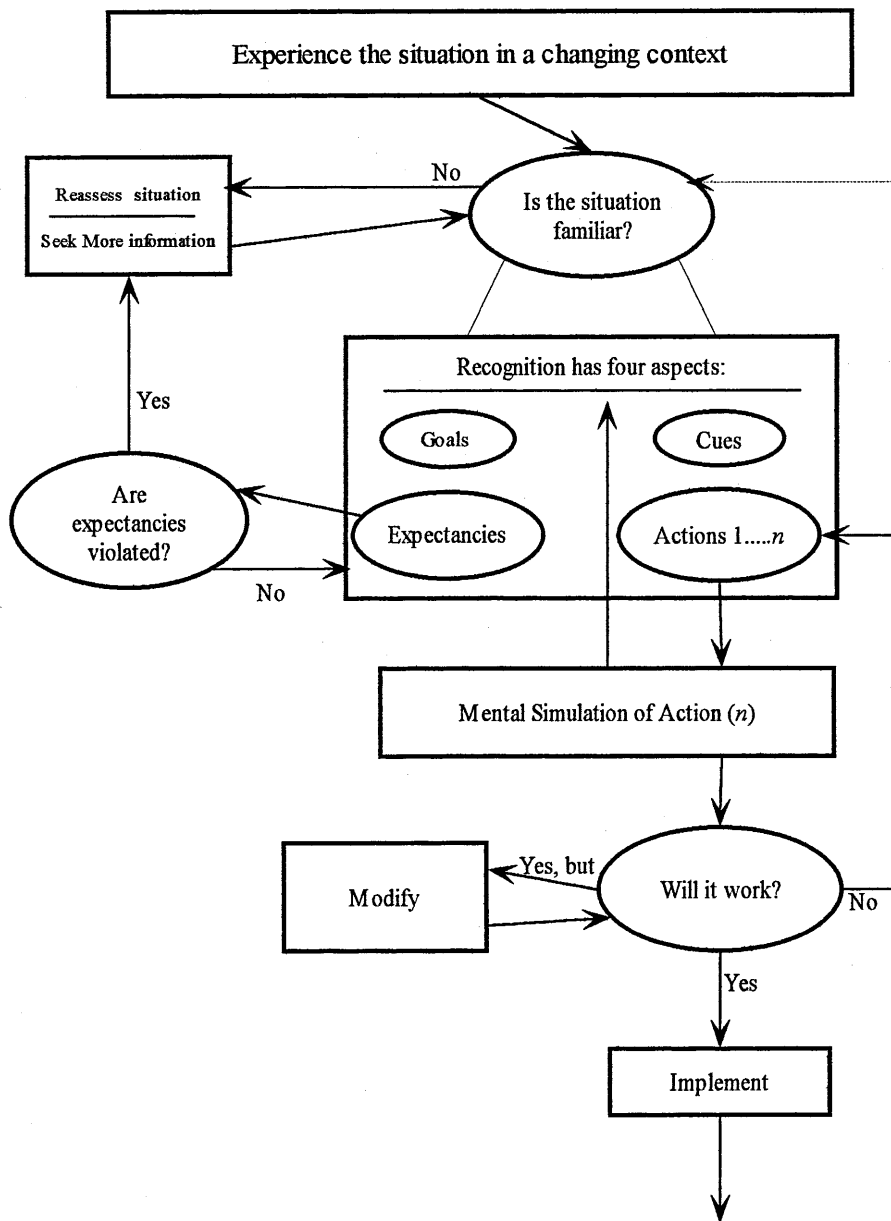 Experience the situation in a changing context
No
Reassess situation
Seek More information
Is the situation
familiar?
Recognition has four aspects:
Yes
Goals
Cues
Are
expectancies
violated?
Expectancies
Actions 1.....n
No
Mental Simulation of Action (n)
Yes, but
Modify
Will it work?
No
Yes
Implement